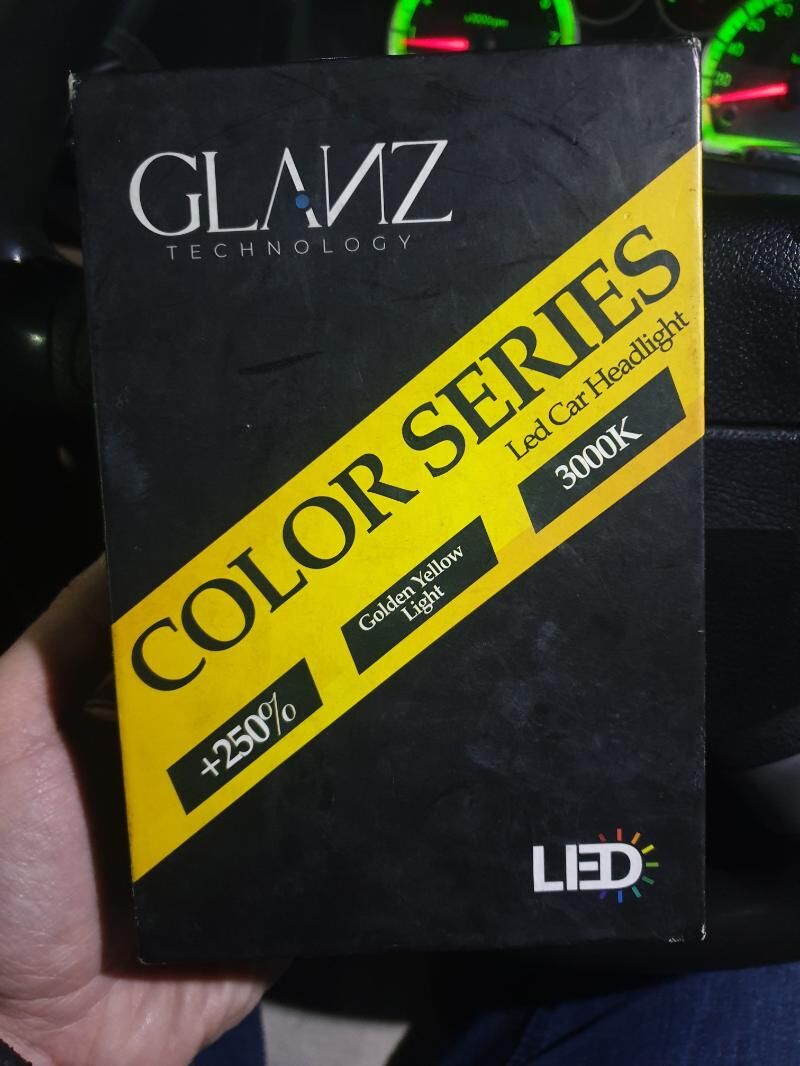 GLANZ
TECHNOLOGY
COLOR SERIES
Led Car Headlight
+250%
Golden Yellow
Light
3000K
LED